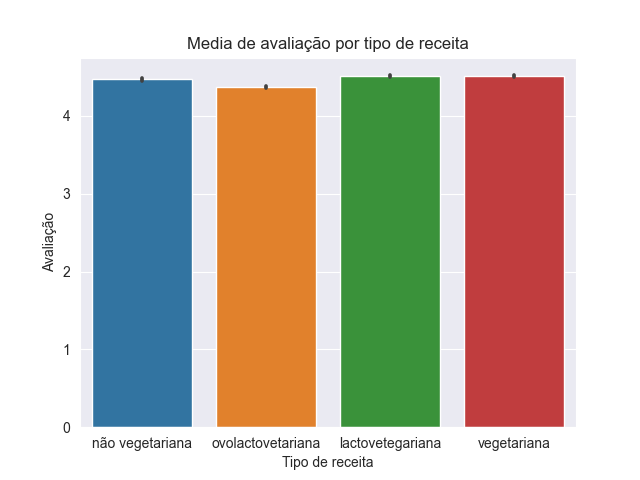 Media de avaliação por tipo de receita
4
3
2
1
0
Avaliação
não vegetariana
ovolactovetariana
lactovetegariana
vegetariana
Tipo de receita